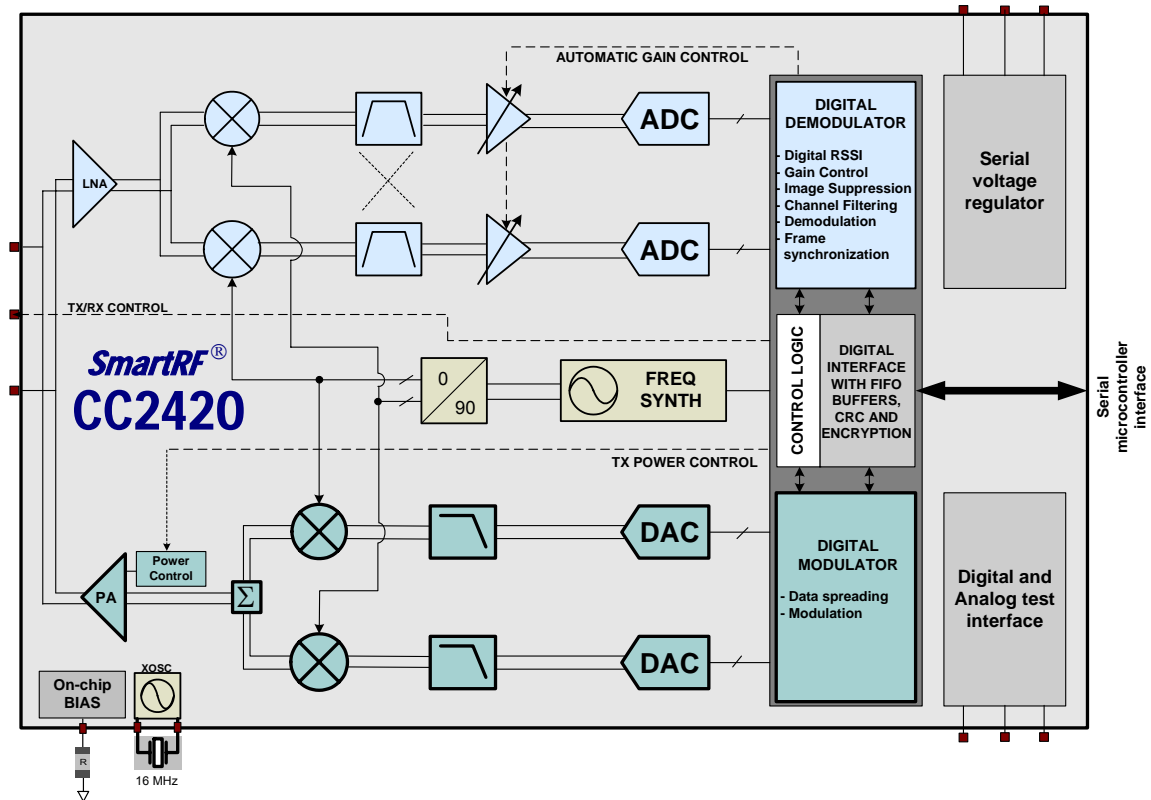 AUTOMATIC GAIN CONTROL
LNA
ADC
ADC
DIGITAL
DEMODULATOR
- Digital RSSI
- Gain Control
- Image Suppression
- Channel Filtering
- Demodulation
- Frame
synchronization
Serial
voltage
regulator
TX/RX CONTROL
SmartRF®
CC2420
0
90
FREQ
SYNTH
CONTROL LOGIC
DIGITAL
INTERFACE
WITH FIFO
BUFFERS,
CRC AND
ENCRYPTION
Serial
microcontroller
interface
TX POWER CONTROL
Power
Control
PA
Σ
DAC
DAC
DIGITAL
MODULATOR
- Data spreading
- Modulation
Digital and
Analog test
interface
On-chip
BIAS
XOSC
R
16 MHz